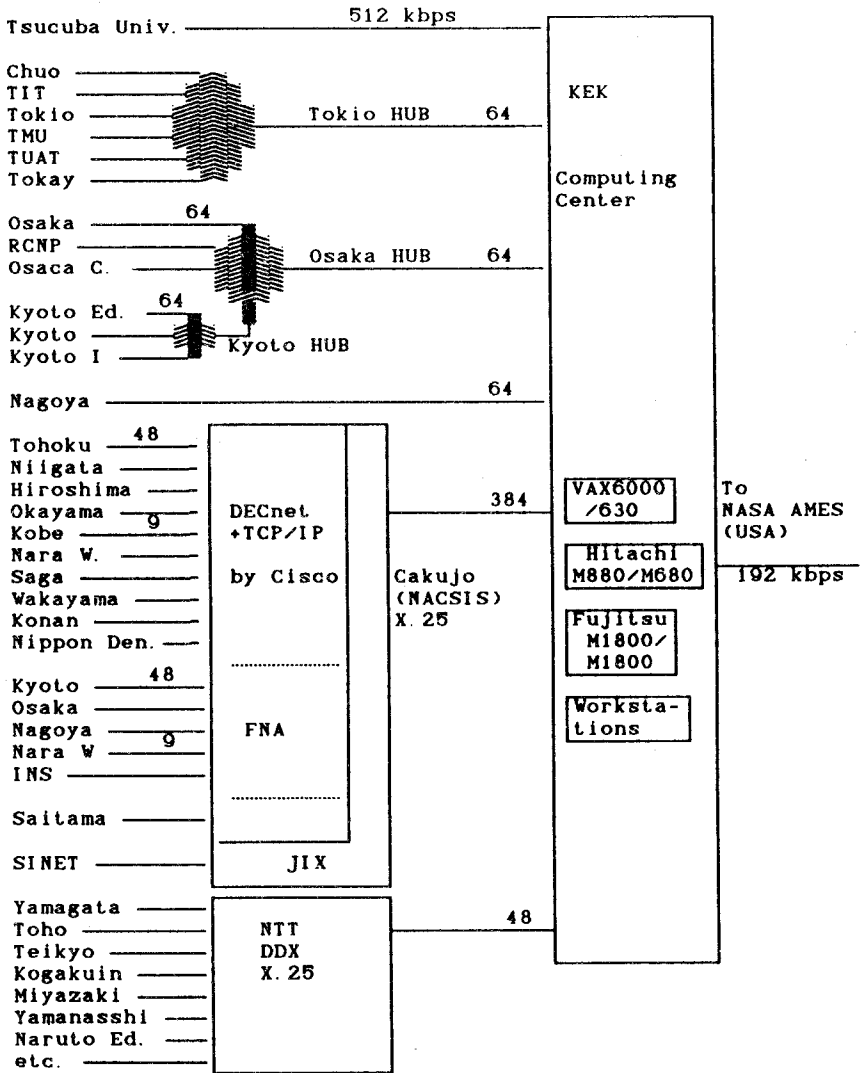 512 kbps
Tsucuba Univ.
Chuo
TIT
Tokio
TMU
TUAT
Tokay
Tokio HUB 64
KEK
Computing
Center
64
Osaka
RCNP
Osaca C.
Osaka HUB 64
64
Kyoto Ed.
Kyoto
Kyoto I
Kyoto HUB
Nagoya 64
48
Tohoku
Niigata
Hiroshima
Okayama
9
Kobe
Nara W.
Saga
Wakayama
Konan
Nippon Den.
48
Kyoto
Osaka
Nagoya
9
Nara W
INS
Saitama
SINET
DECnet
+TCP/IP
by Cisco
FNA
JIX
384
Cakujo
(NACSIS)
X.25
VAX6000
/630
Hitachi
M880/M680
Fujitsu
M1800/
M1800
Worksta-
tions
To
NASA AMES
(USA)
192 kbps
Yamagata
Toho
Teikyo
Kogakuin
Miyazaki
Yamanasshi
Naruto Ed.
etc.
NTT
DDX
X.25
48